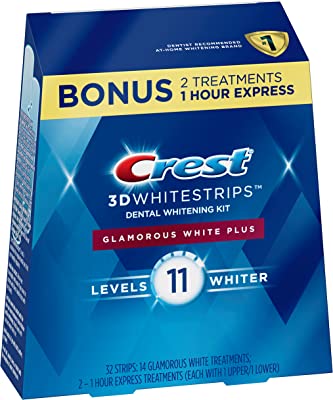 DENTIST RECOMMENDED
AT-HOME WHITENING BRAND
#1
BONUS 2 TREATMENTS
1 HOUR EXPRESS
Crest
3DWHITESTRIPS™
DENTAL WHITENING KIT
GLAMOROUS WHITE PLUS
LEVELS 11 WHITER
32 STRIPS: 14 GLAMOROUS WHITE TREATMENTS;
2 – 1 HOUR EXPRESS TREATMENTS (EACH WITH 1 UPPER/1 LOWER)